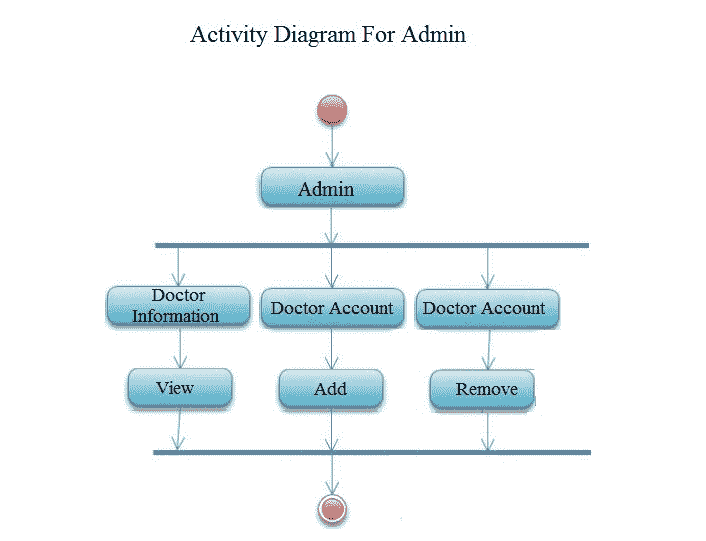 Activity Diagram For Admin
Admin
Doctor
Information
Doctor Account
Doctor Account
View
Add
Remove